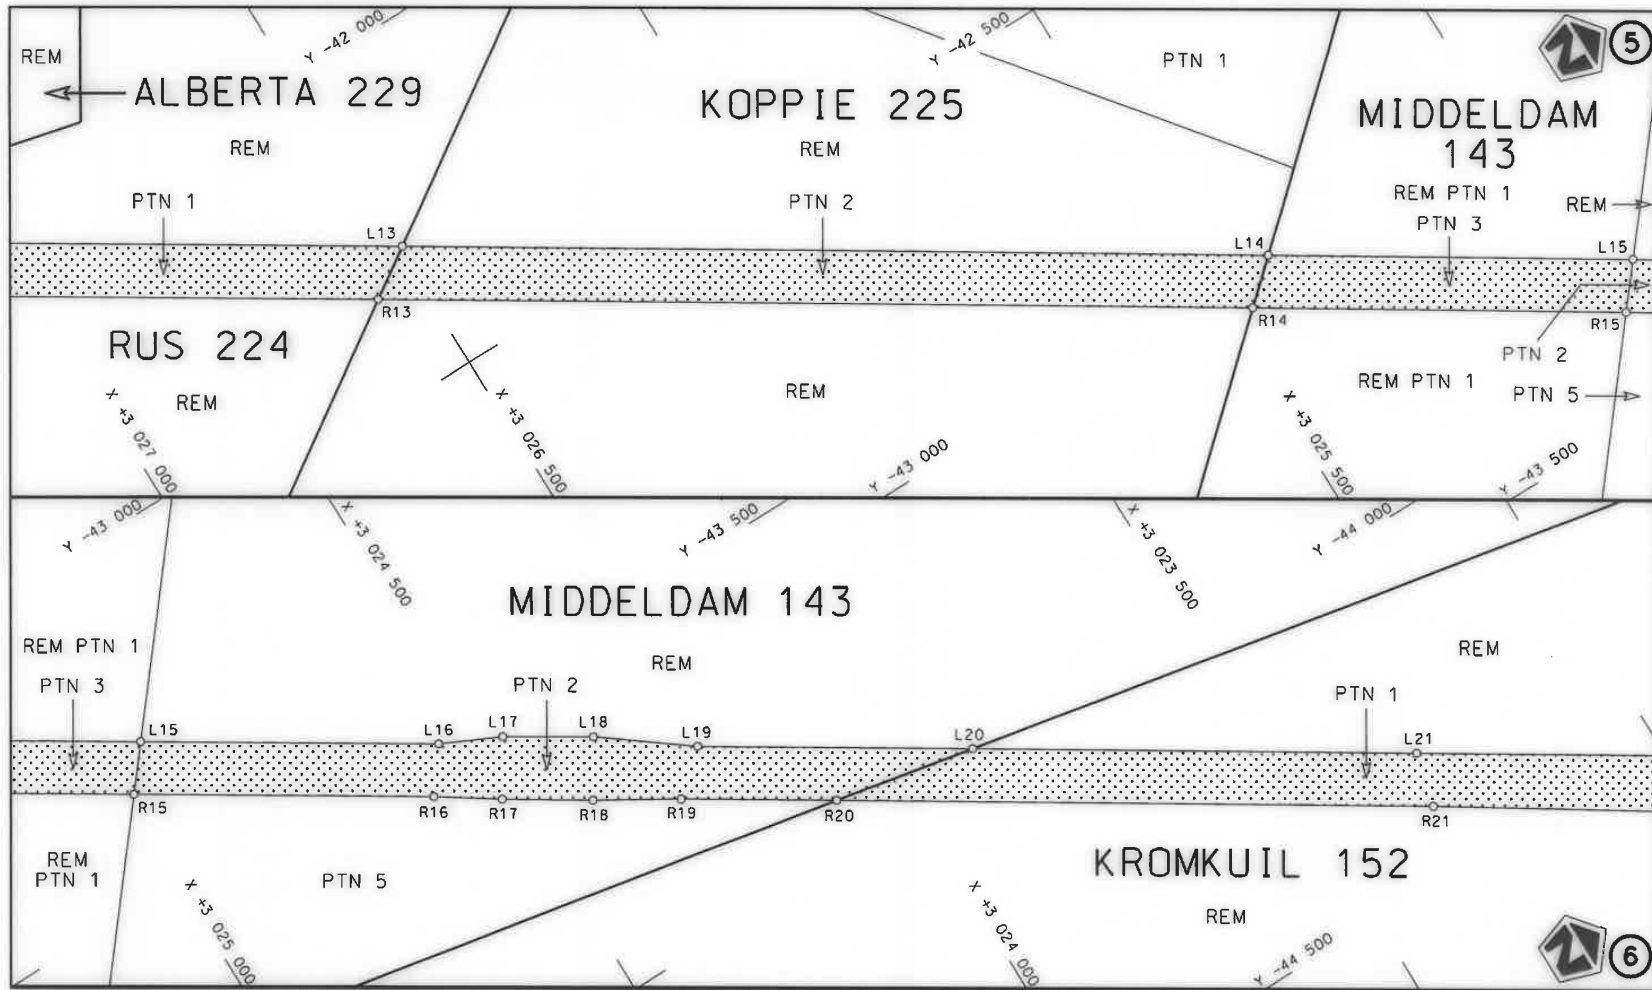 REM
ALBERTA 229
REM
PTN 1
Y -42 000
L13
R13
RUS 224
REM
X +3 027 000
KOPPIE 225
REM
PTN 2
Y -42 500
PTN 1
L14
R14
REM
X +3 026 500
Y -43 000
MIDDELDAM
143
REM PTN 1
PTN 3
REM
L15
R15
PTN 2
REM PTN 1
PTN 5
X +3 025 500
Y -43 500
5
Y -43 000
X +3 024 500
Y -43 500
X +3 023 500
Y -44 000
MIDDELDAM 143
REM
REM PTN 1
PTN 3
PTN 2
REM
PTN 1
L15
L16
L17
L18
L19
L20
L21
R15
R16
R17
R18
R19
R20
R21
REM
PTN 1
PTN 5
KROMKUIL 152
REM
X +3 025 000
X +3 024 000
Y -44 500
6